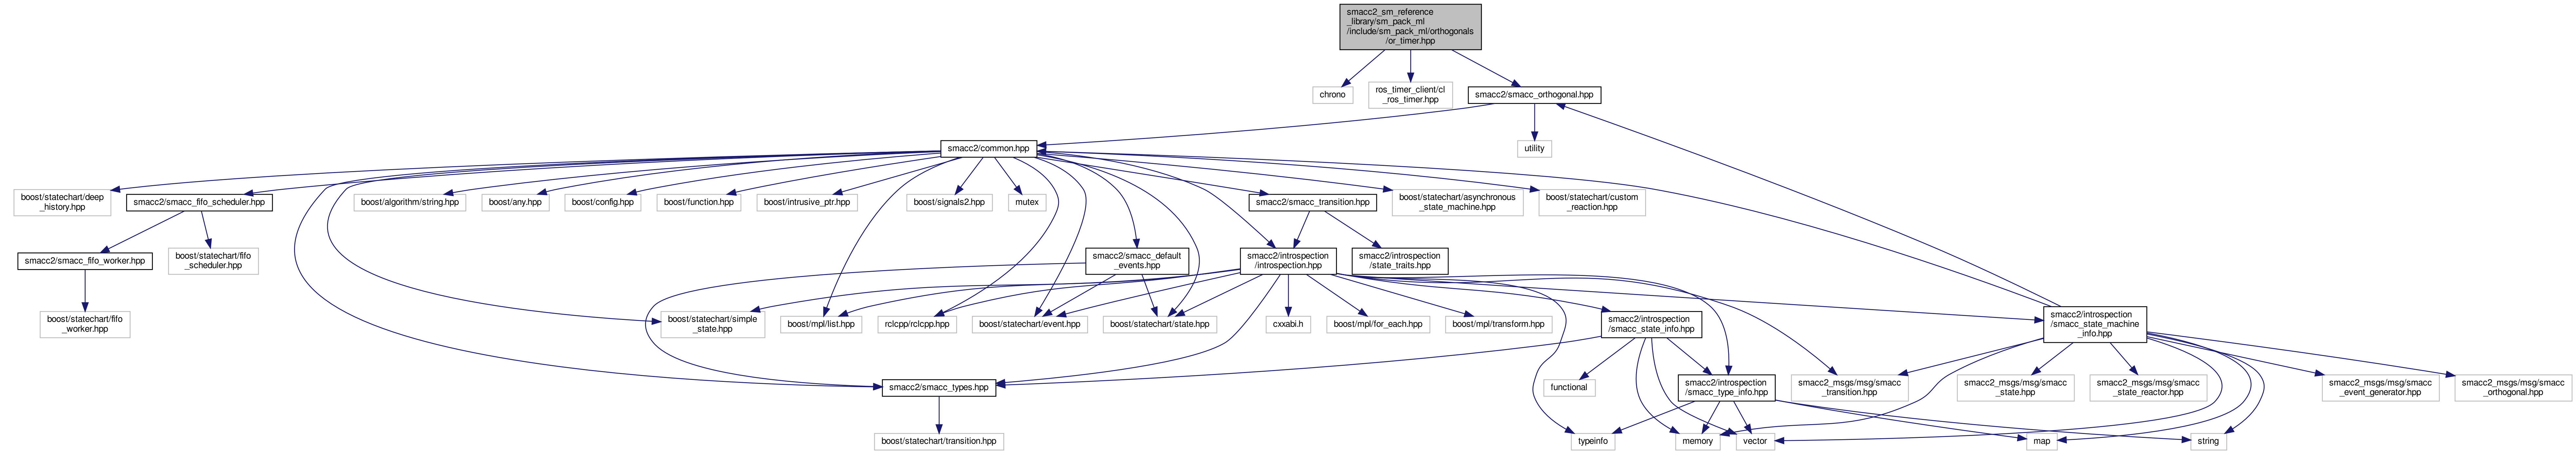 smacc2_sm_reference
_library/sm_pack_ml
/include/sm_pack_ml/orthogonals
/or_timer.hpp
chrono
ros_timer_client/cl
_ros_timer.hpp
smacc2/smacc_orthogonal.hpp
smacc2/common.hpp
utility
boost/statechart/deep
_history.hpp
smacc2/smacc_fifo_scheduler.hpp
boost/algorithm/string.hpp
boost/any.hpp
boost/config.hpp
boost/function.hpp
boost/intrusive_ptr.hpp
boost/signals2.hpp
mutex
smacc2/smacc_transition.hpp
boost/statechart/asynchronous
_state_machine.hpp
boost/statechart/custom
_reaction.hpp
smacc2/smacc_fifo_worker.hpp
boost/statechart/fifo
_scheduler.hpp
smacc2/smacc_default
_events.hpp
smacc2/introspection
/introspection.hpp
smacc2/introspection
/state_traits.hpp
boost/statechart/fifo
_worker.hpp
boost/statechart/simple
_state.hpp
boost/mpl/list.hpp
rclcpp/rclcpp.hpp
boost/statechart/event.hpp
boost/statechart/state.hpp
cxxabi.h
boost/mpl/for_each.hpp
boost/mpl/transform.hpp
smacc2/introspection
/smacc_state_info.hpp
smacc2/introspection
/smacc_state_machine
_info.hpp
smacc2/smacc_types.hpp
functional
smacc2/introspection
/smacc_type_info.hpp
smacc2_msgs/msg/smacc
_transition.hpp
smacc2_msgs/msg/smacc
_state.hpp
smacc2_msgs/msg/smacc
_state_reactor.hpp
smacc2_msgs/msg/smacc
_event_generator.hpp
smacc2_msgs/msg/smacc
_orthogonal.hpp
boost/statechart/transition.hpp
typeinfo
memory
vector
map
string